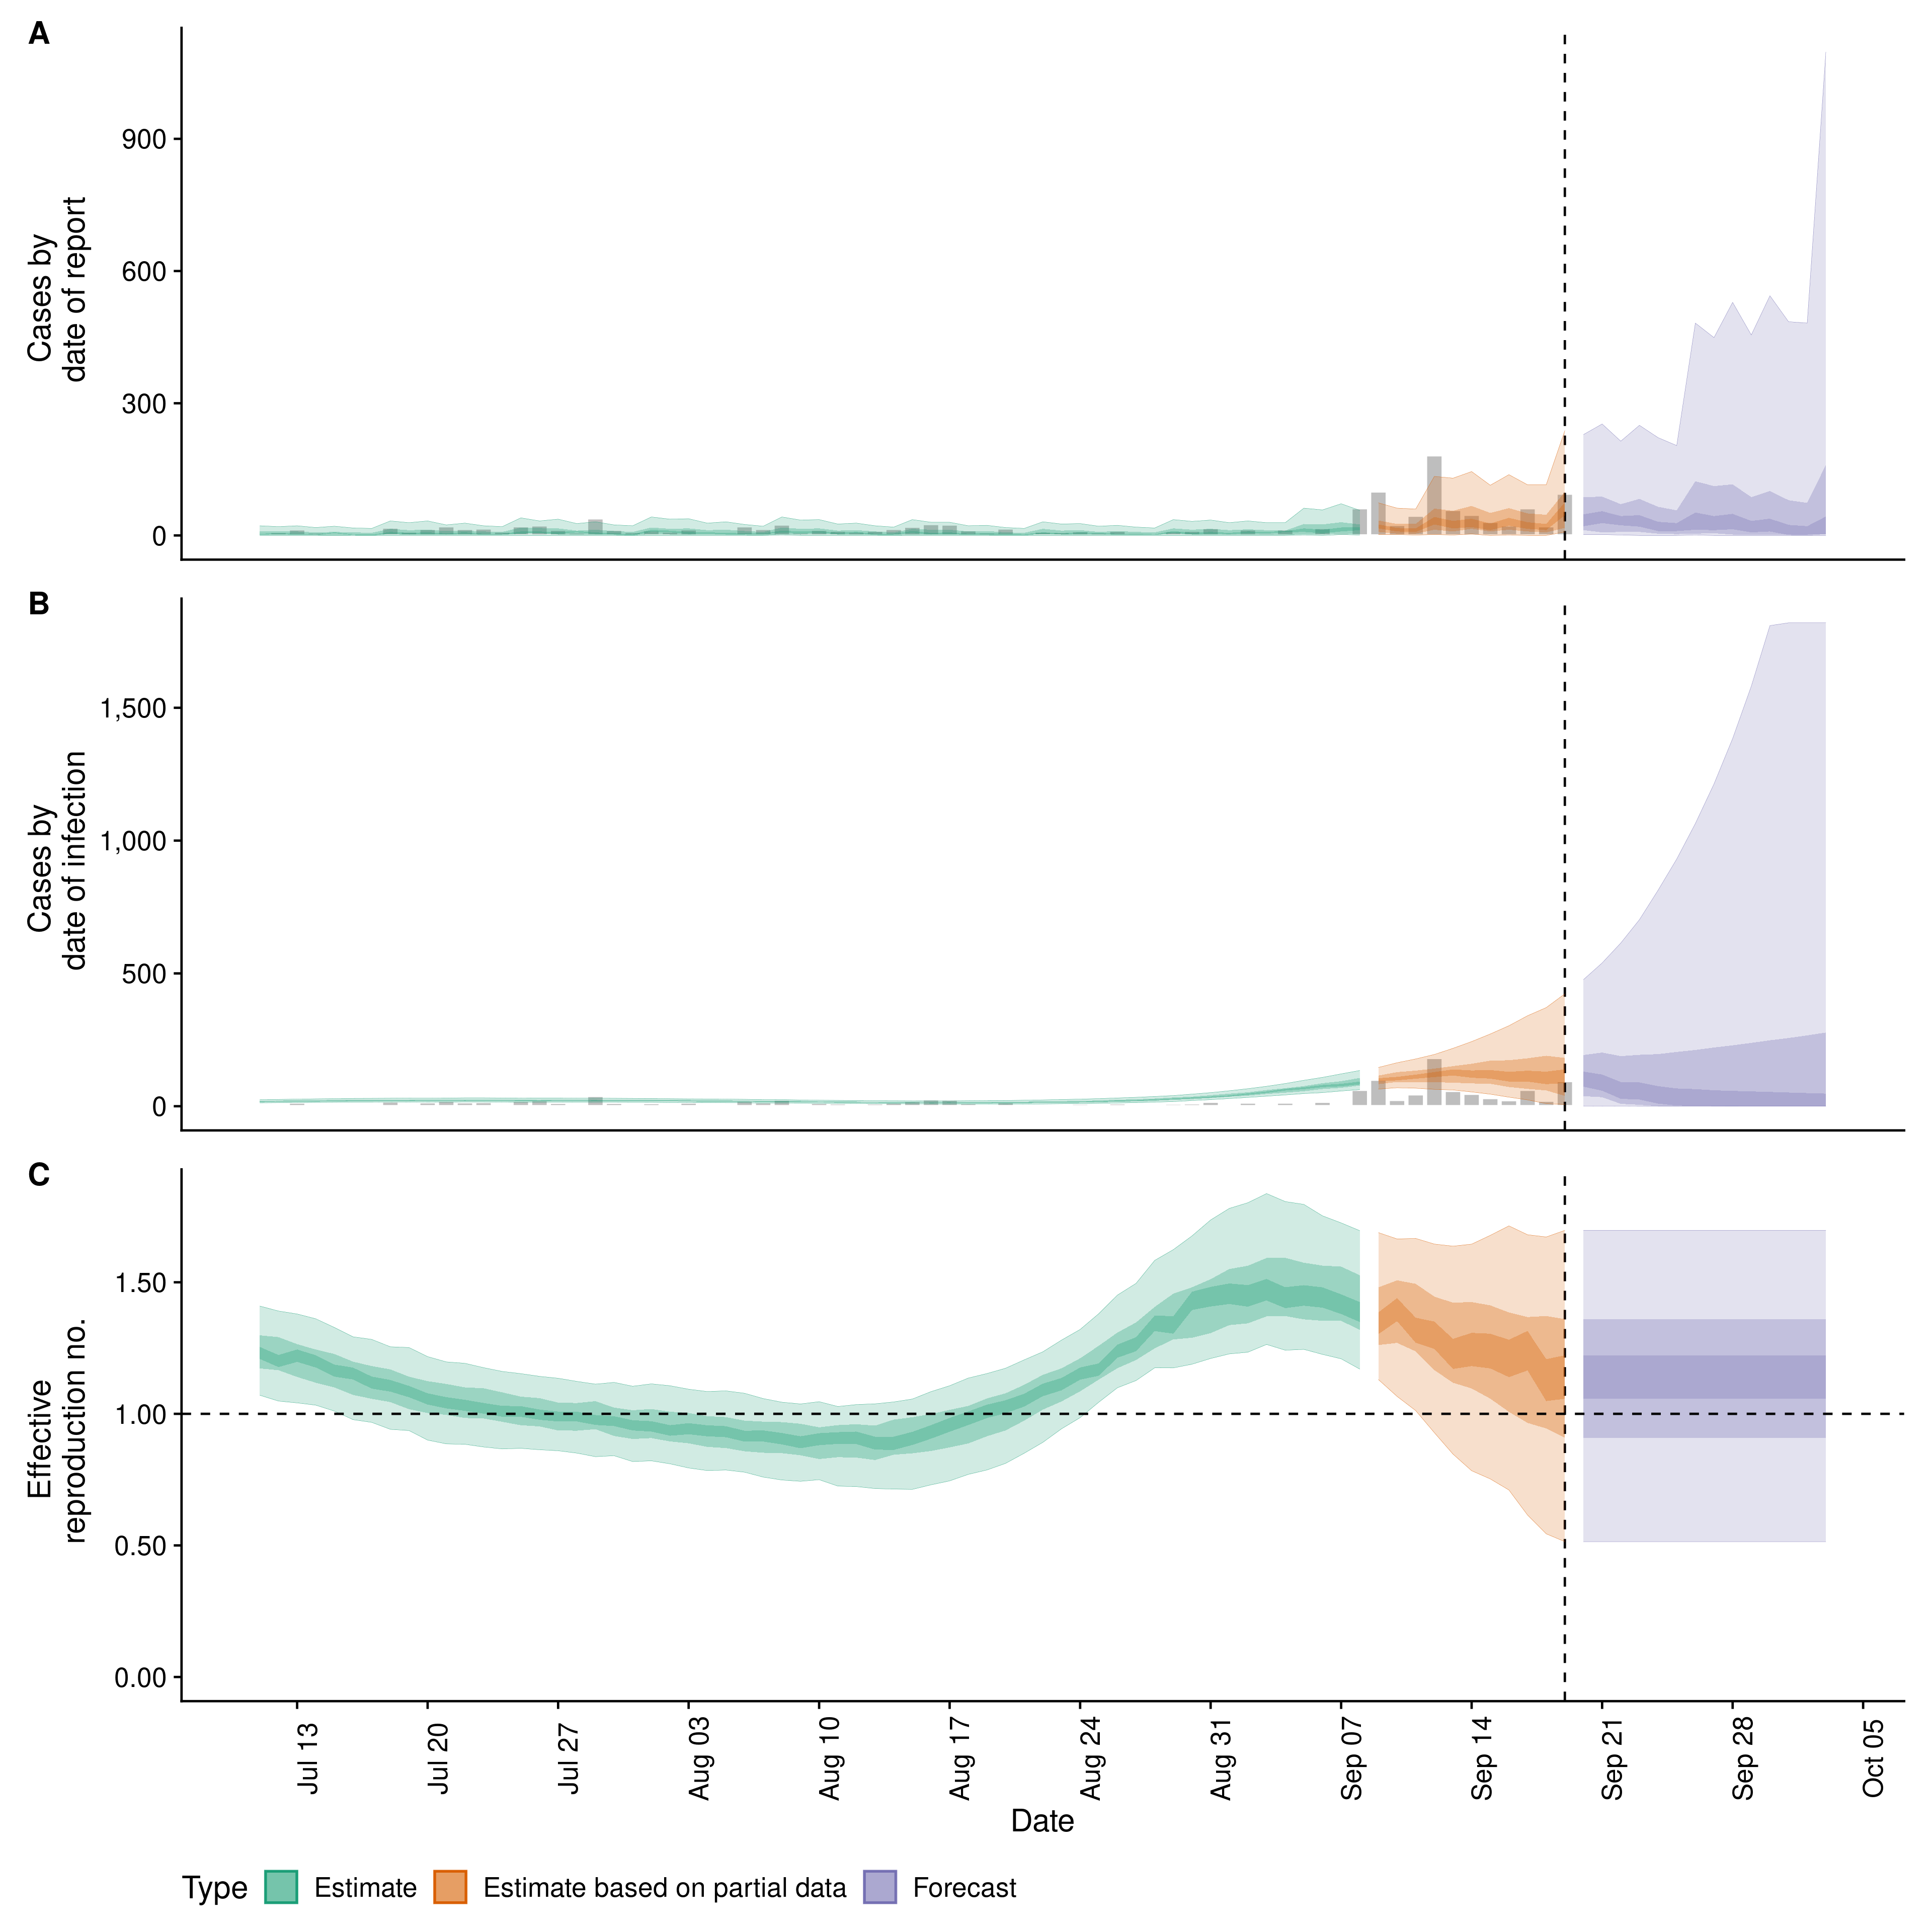 A
Cases by
date of report
900
600
300
0
B
Cases by
date of infection
1,500
1,000
500
0
C
Effective
reproduction no.
1.50
1.00
0.50
0.00
Jul 13
Jul 20
Jul 27
Aug 03
Aug 10
Aug 17
Aug 24
Aug 31
Sep 07
Sep 14
Sep 21
Sep 28
Oct 05
Date
Type Estimate Estimate based on partial data Forecast